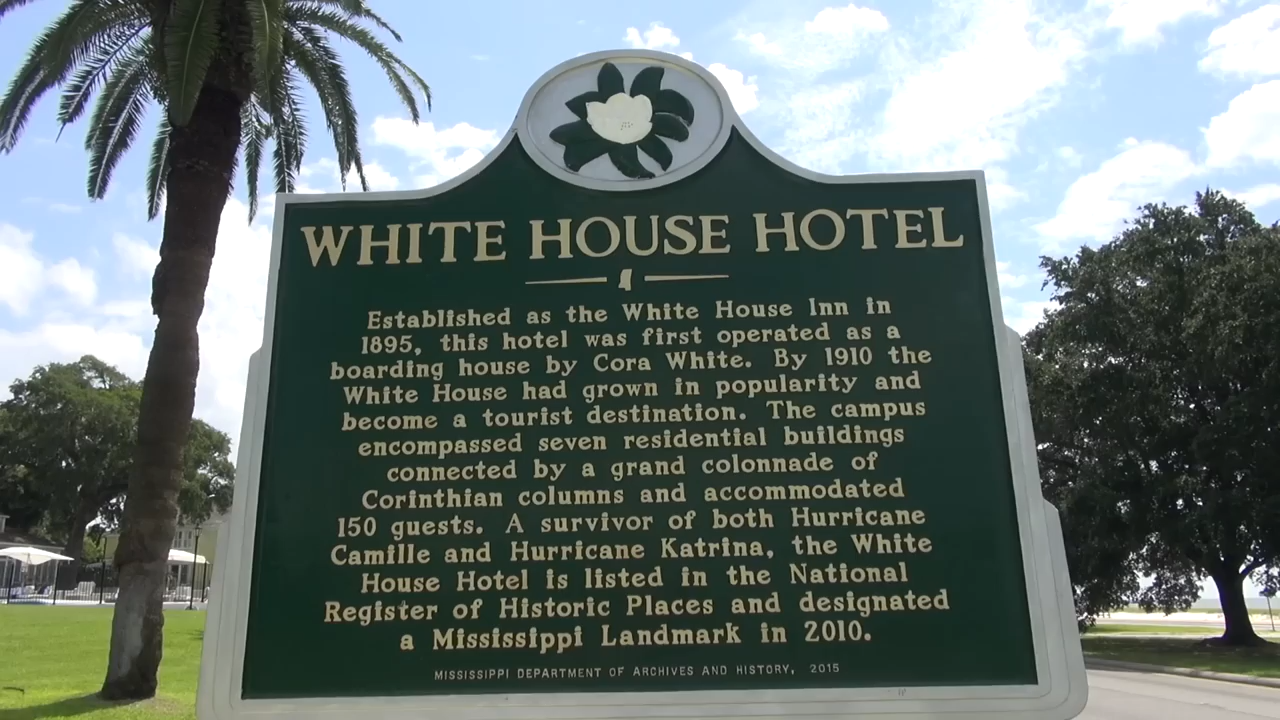 WHITE HOUSE HOTEL
Established as the White House Inn in
1895, this hotel was first operated as a
boarding house by Cora White. By 1910 the
White House had grown in popularity and
become a tourist destination. The campus
encompassed seven residential buildings
connected by a grand colonnade of
Corinthian columns and accommodated
150 guests. A survivor of both Hurricane
Camille and Hurricane Katrina, the White
House Hotel is listed in the National
Register of Historic Places and designated
a Mississippi Landmark in 2010.
MISSISSIPPI DEPARTMENT OF ARCHIVES AND HISTORY, 2015